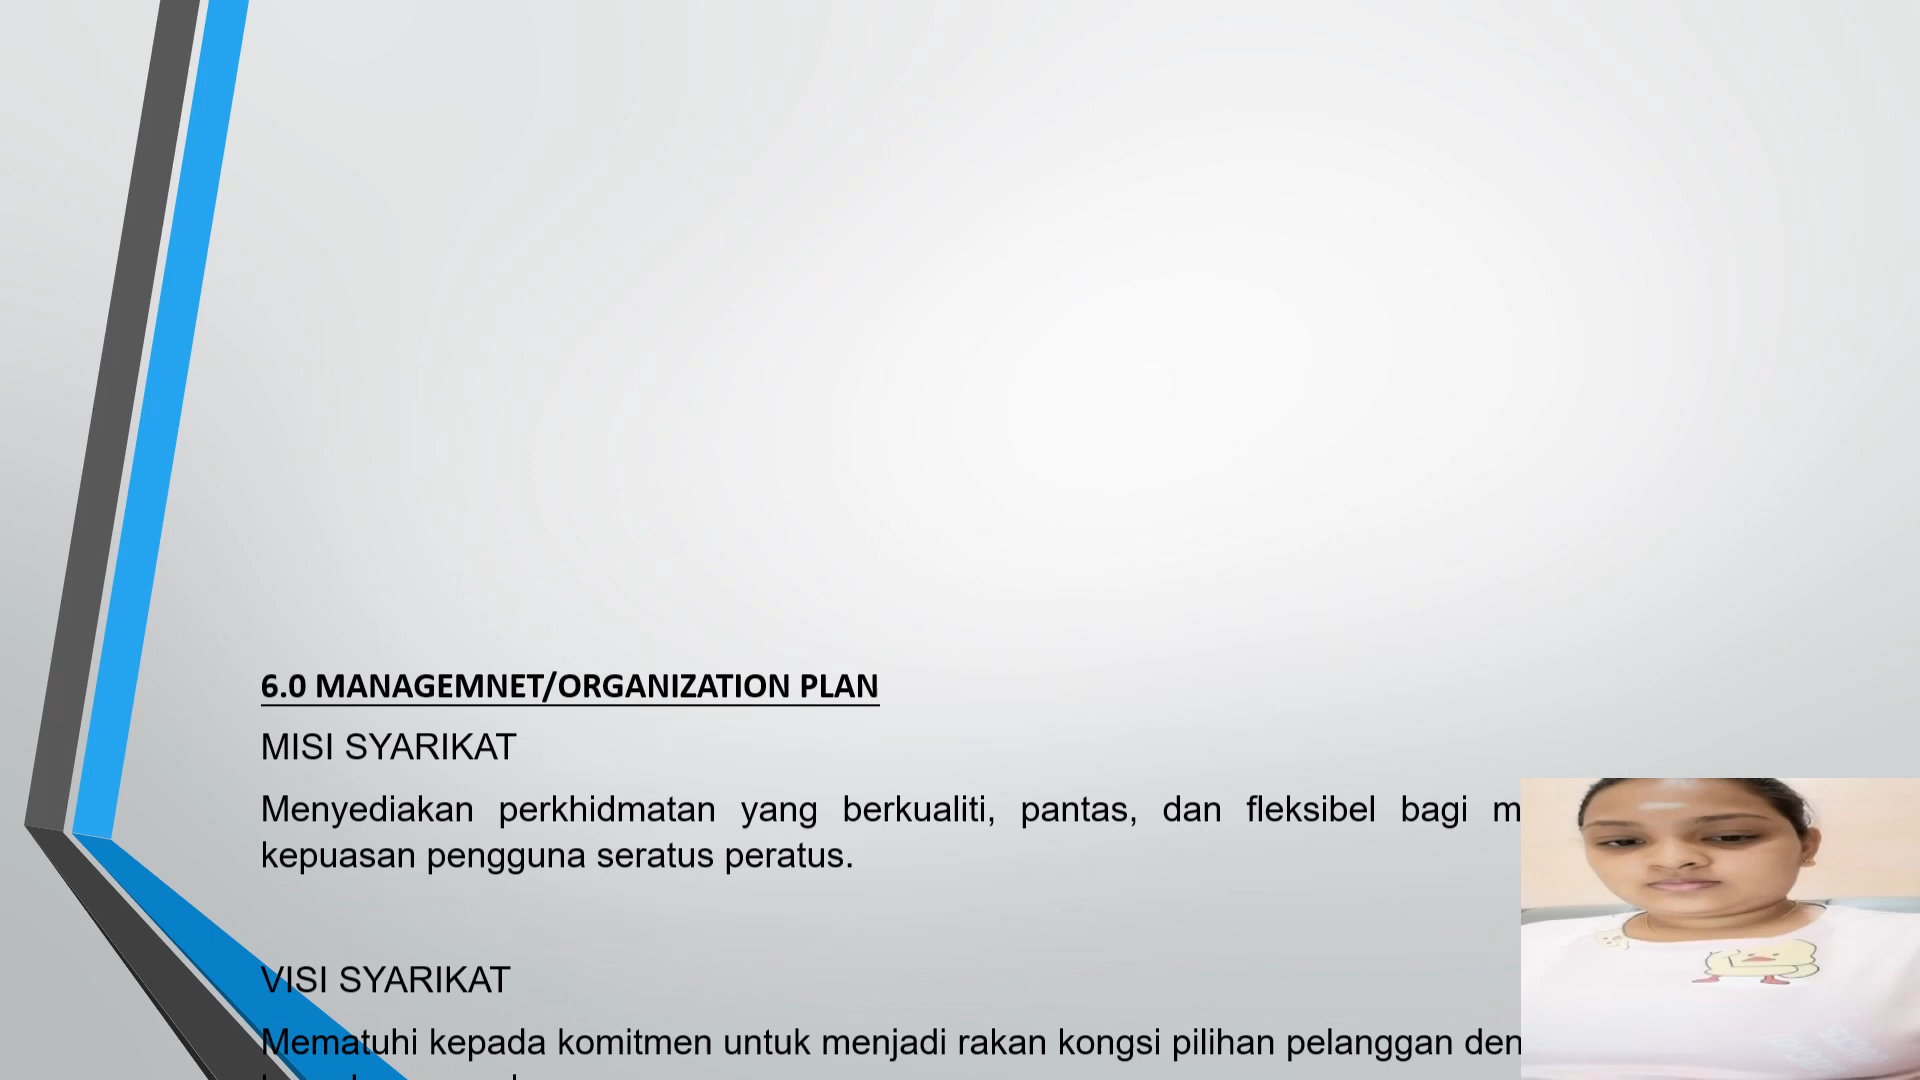 6.0 MANAGEMNET/ORGANIZATION PLAN
MISI SYARIKAT
Menyediakan perkhidmatan yang berkualiti, pantas, dan fleksibel bagi
kepuasan pengguna seratus peratus.
VISI SYARIKAT
Mematuhi kepada komitmen untuk menjadi rakan kongsi pilihan pelanggan